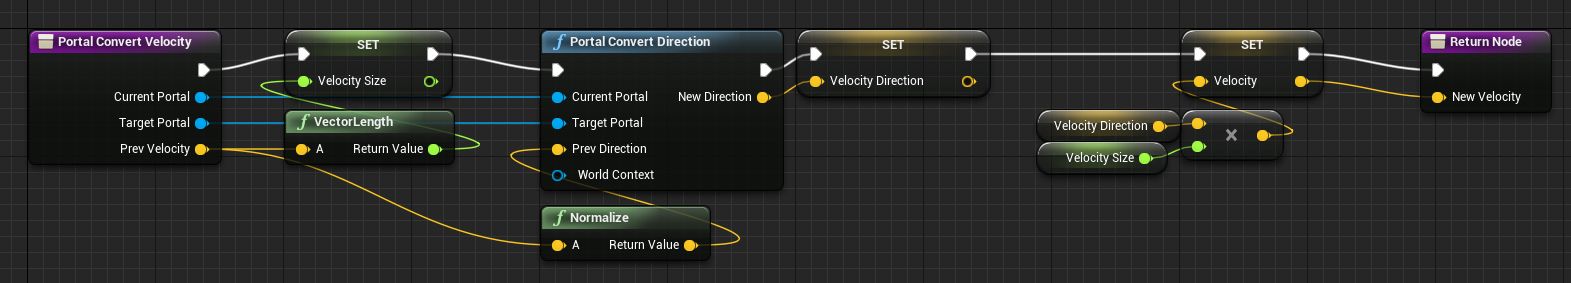 Portal Convert Velocity
Current Portal
Target Portal
Prev Velocity
SET
Velocity Size
VectorLength
A Return Value
Portal Convert Direction
Current Portal New Direction
Target Portal
Prev Direction
World Context
Normalize
A Return Value
SET
Velocity Direction
Velocity Direction
Velocity Size
SET
Velocity
Return Node
New Velocity